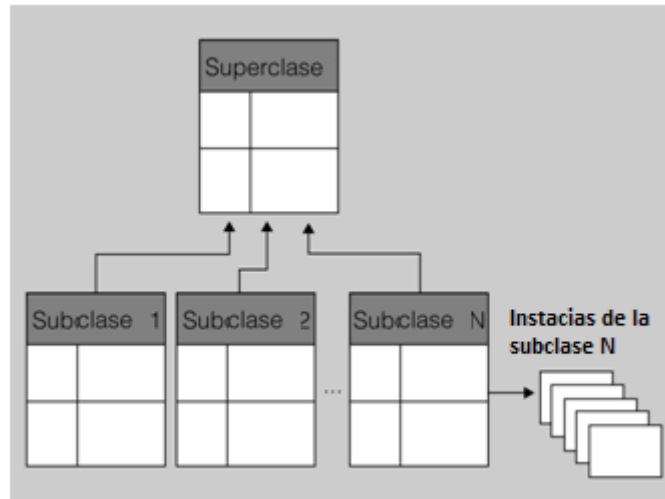 Superclase
Subclase 1
Subclase 2
Subclase N
...
Instacias de la
subclase N